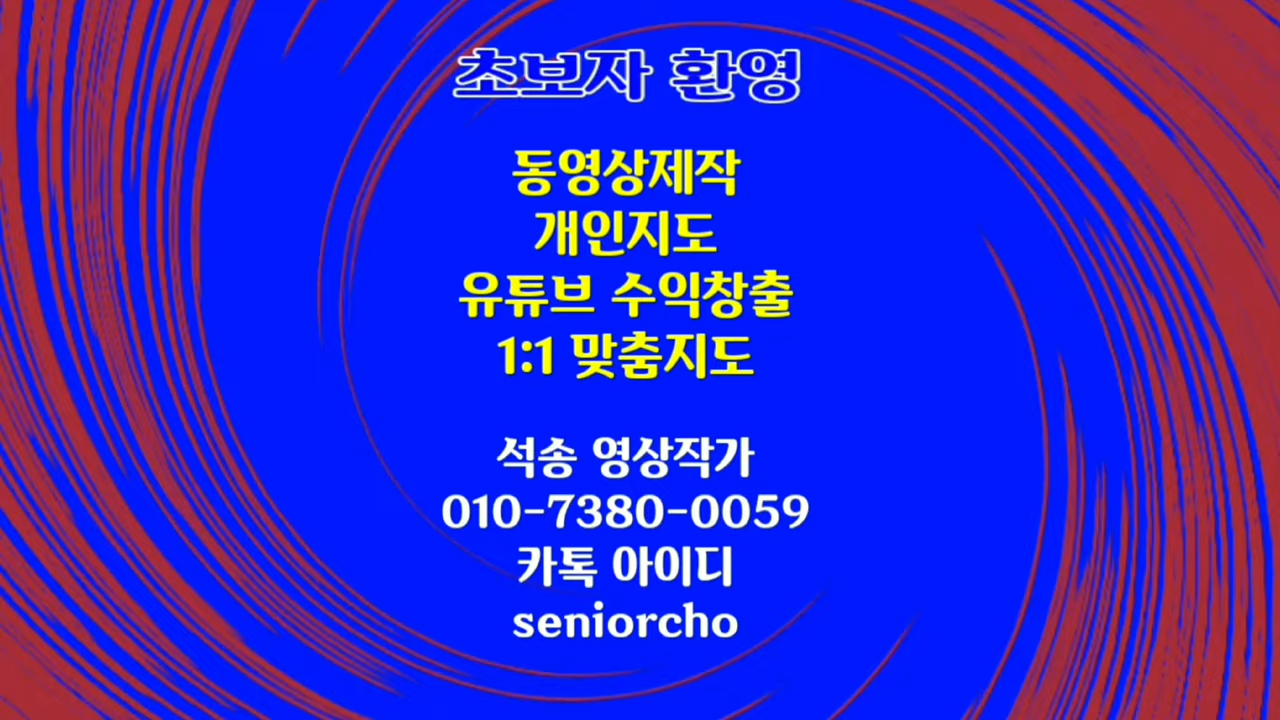 초보자 환영
동영상제작
개인지도
유튜브 수익창출
1:1 맞춤지도
석송 영상작가
010-7380-0059
카톡 아이디
seniorcho